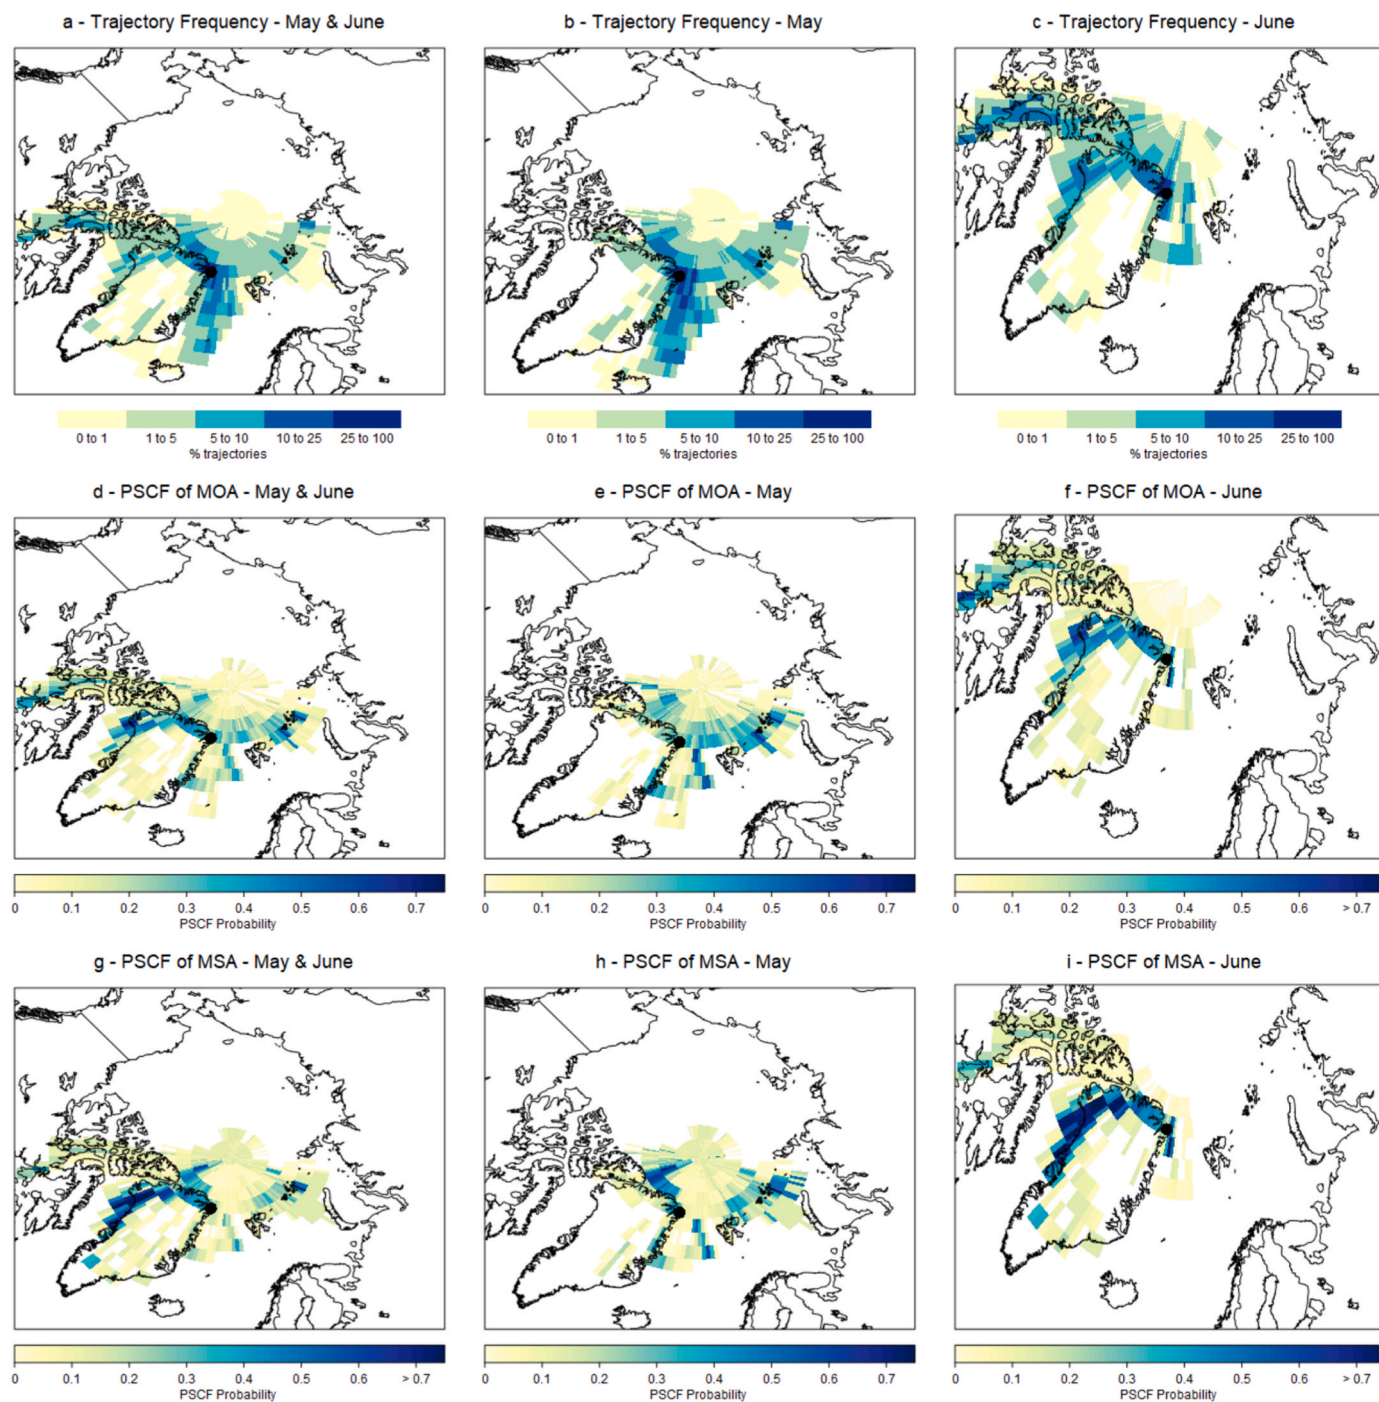 a - Trajectory Frequency - May & June
b - Trajectory Frequency - May
c - Trajectory Frequency - June
0 to 1 1 to 5 5 to 10 10 to 25 25 to 100
% trajectories
0 to 1 1 to 5 5 to 10 10 to 25 25 to 100
% trajectories
0 to 1 1 to 5 5 to 10 10 to 25 25 to 100
% trajectories
d - PSCF of MOA - May & June
e - PSCF of MOA - May
f - PSCF of MOA - June
0 0.1 0.2 0.3 0.4 0.5 0.6 0.7
PSCF Probability
0 0.1 0.2 0.3 0.4 0.5 0.6 0.7
PSCF Probability
0 0.1 0.2 0.3 0.4 0.5 0.6 > 0.7
PSCF Probability
g - PSCF of MSA - May & June
h - PSCF of MSA - May
i - PSCF of MSA - June
0 0.1 0.2 0.3 0.4 0.5 0.6 > 0.7
PSCF Probability
0 0.1 0.2 0.3 0.4 0.5 0.6 0.7
PSCF Probability
0 0.1 0.2 0.3 0.4 0.5 0.6 > 0.7
PSCF Probability